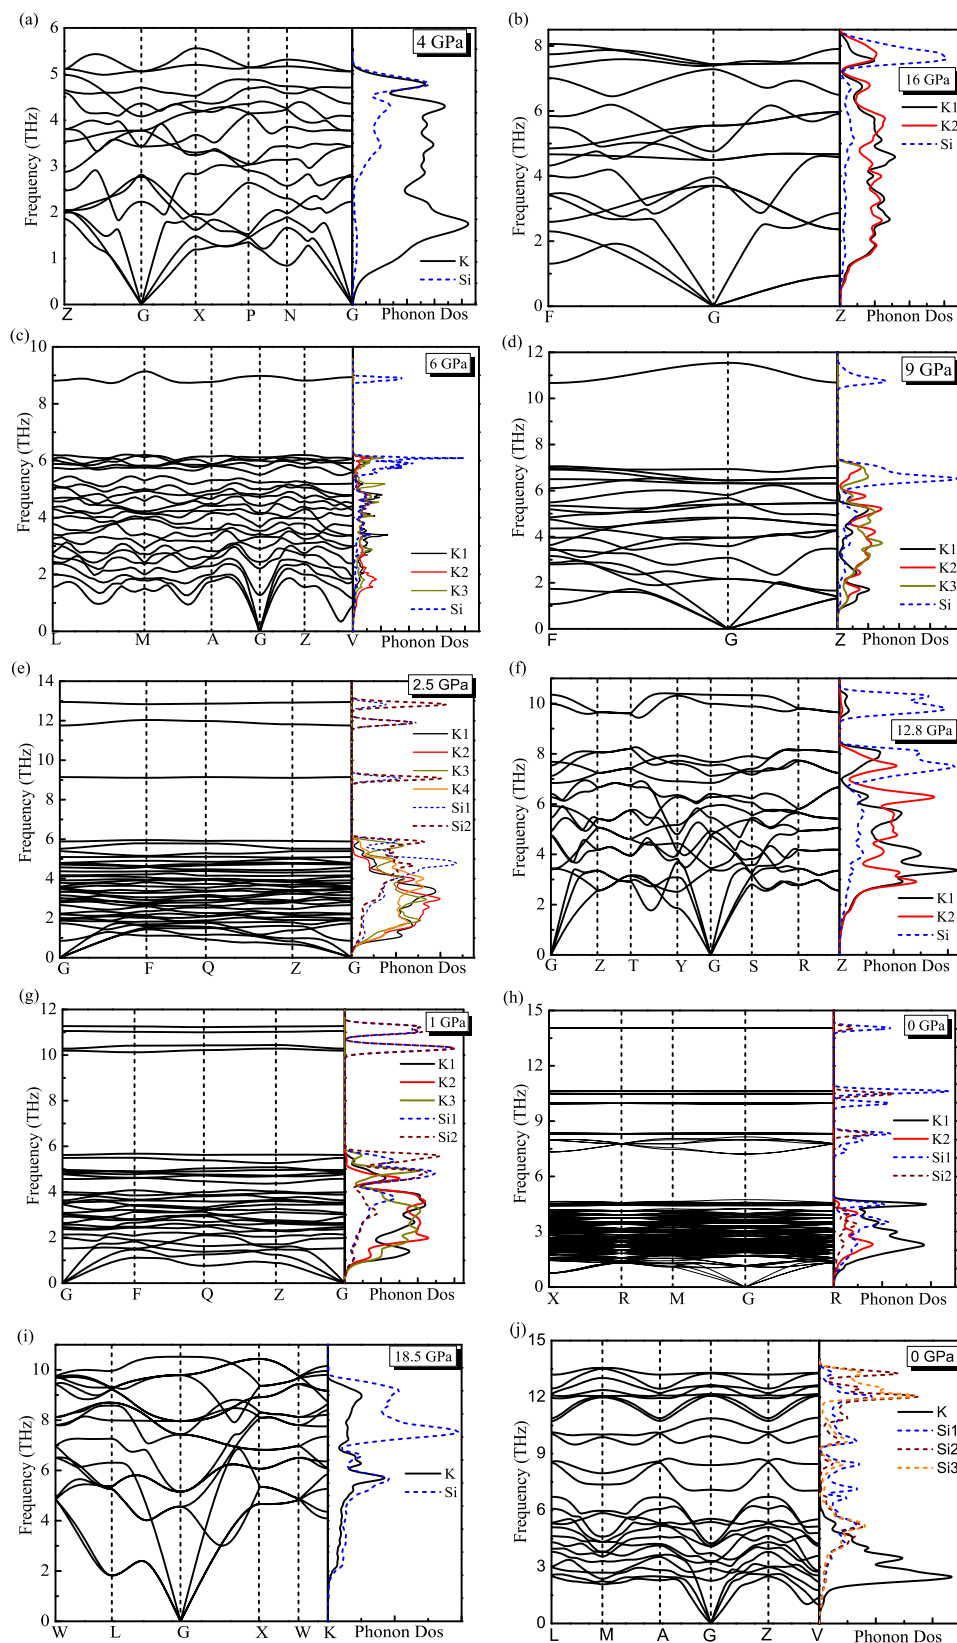 (a)
4 GPa
Frequency (THz)
6
5
4
3
2
1
0
K
Si
Z G X P N G Phonon Dos
(b)
16 GPa
Frequency (THz)
8
6
4
2
0
K1
K2
Si
F G Z Phonon Dos
(c)
6 GPa
Frequency (THz)
10
8
6
4
2
0
K1
K2
K3
Si
L M A G Z V Phonon Dos
(d)
9 GPa
Frequency (THz)
12
10
8
6
4
2
0
K1
K2
K3
Si
F G Z Phonon Dos
(e)
2.5 GPa
Frequency (THz)
14
12
10
8
6
4
2
0
K1
K2
K3
K4
Si1
Si2
G F Q Z G Phonon Dos
(f)
12.8 GPa
Frequency (THz)
10
8
6
4
2
0
K1
K2
Si
G Z T Y G S R Z Phonon Dos
(g)
1 GPa
Frequency (THz)
12
10
8
6
4
2
0
K1
K2
K3
Si1
Si2
G F Q Z G Phonon Dos
(h)
0 GPa
Frequency (THz)
15
12
9
6
3
0
K1
K2
Si1
Si2
X R M G R Phonon Dos
(i)
18.5 GPa
Frequency (THz)
10
8
6
4
2
0
K
Si
W L G X W K Phonon Dos
(j)
0 GPa
Frequency (THz)
15
12
9
6
3
0
K
Si1
Si2
Si3
L M A G Z V Phonon Dos